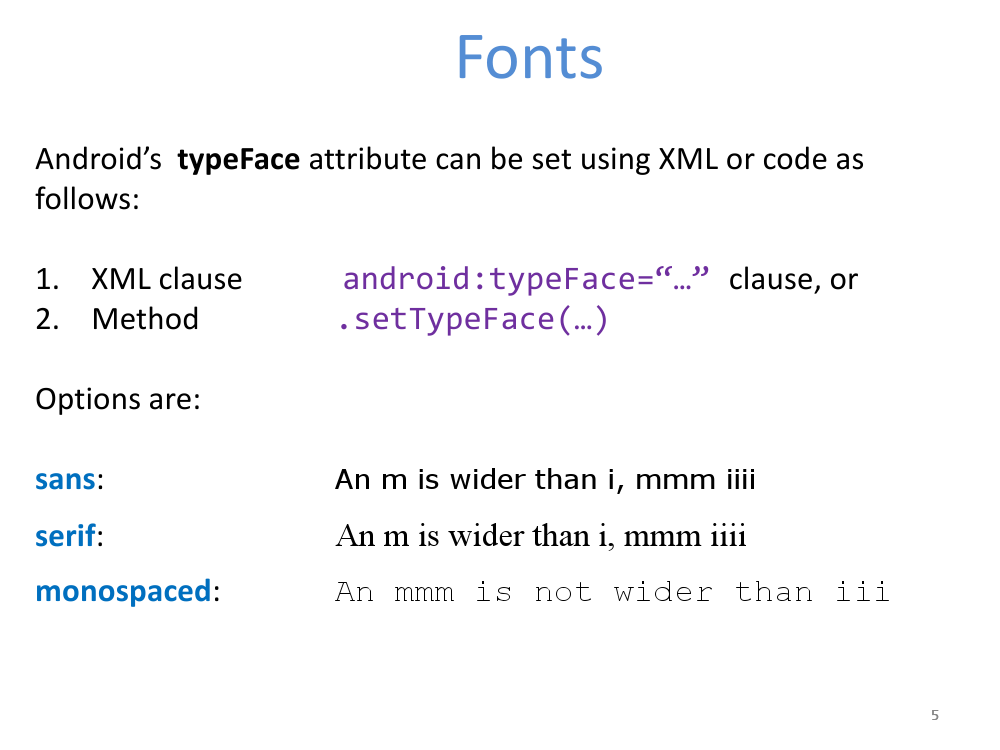 Fonts
Android’s typeFace attribute can be set using XML or code as
follows:
1. XML clause android:typeFace=“…” clause, or
2. Method .setTypeFace(…)
Options are:
sans: An m is wider than i, mmm iiii
serif: An m is wider than i, mmm iiii
monospaced: An mmm is not wider than iii
5